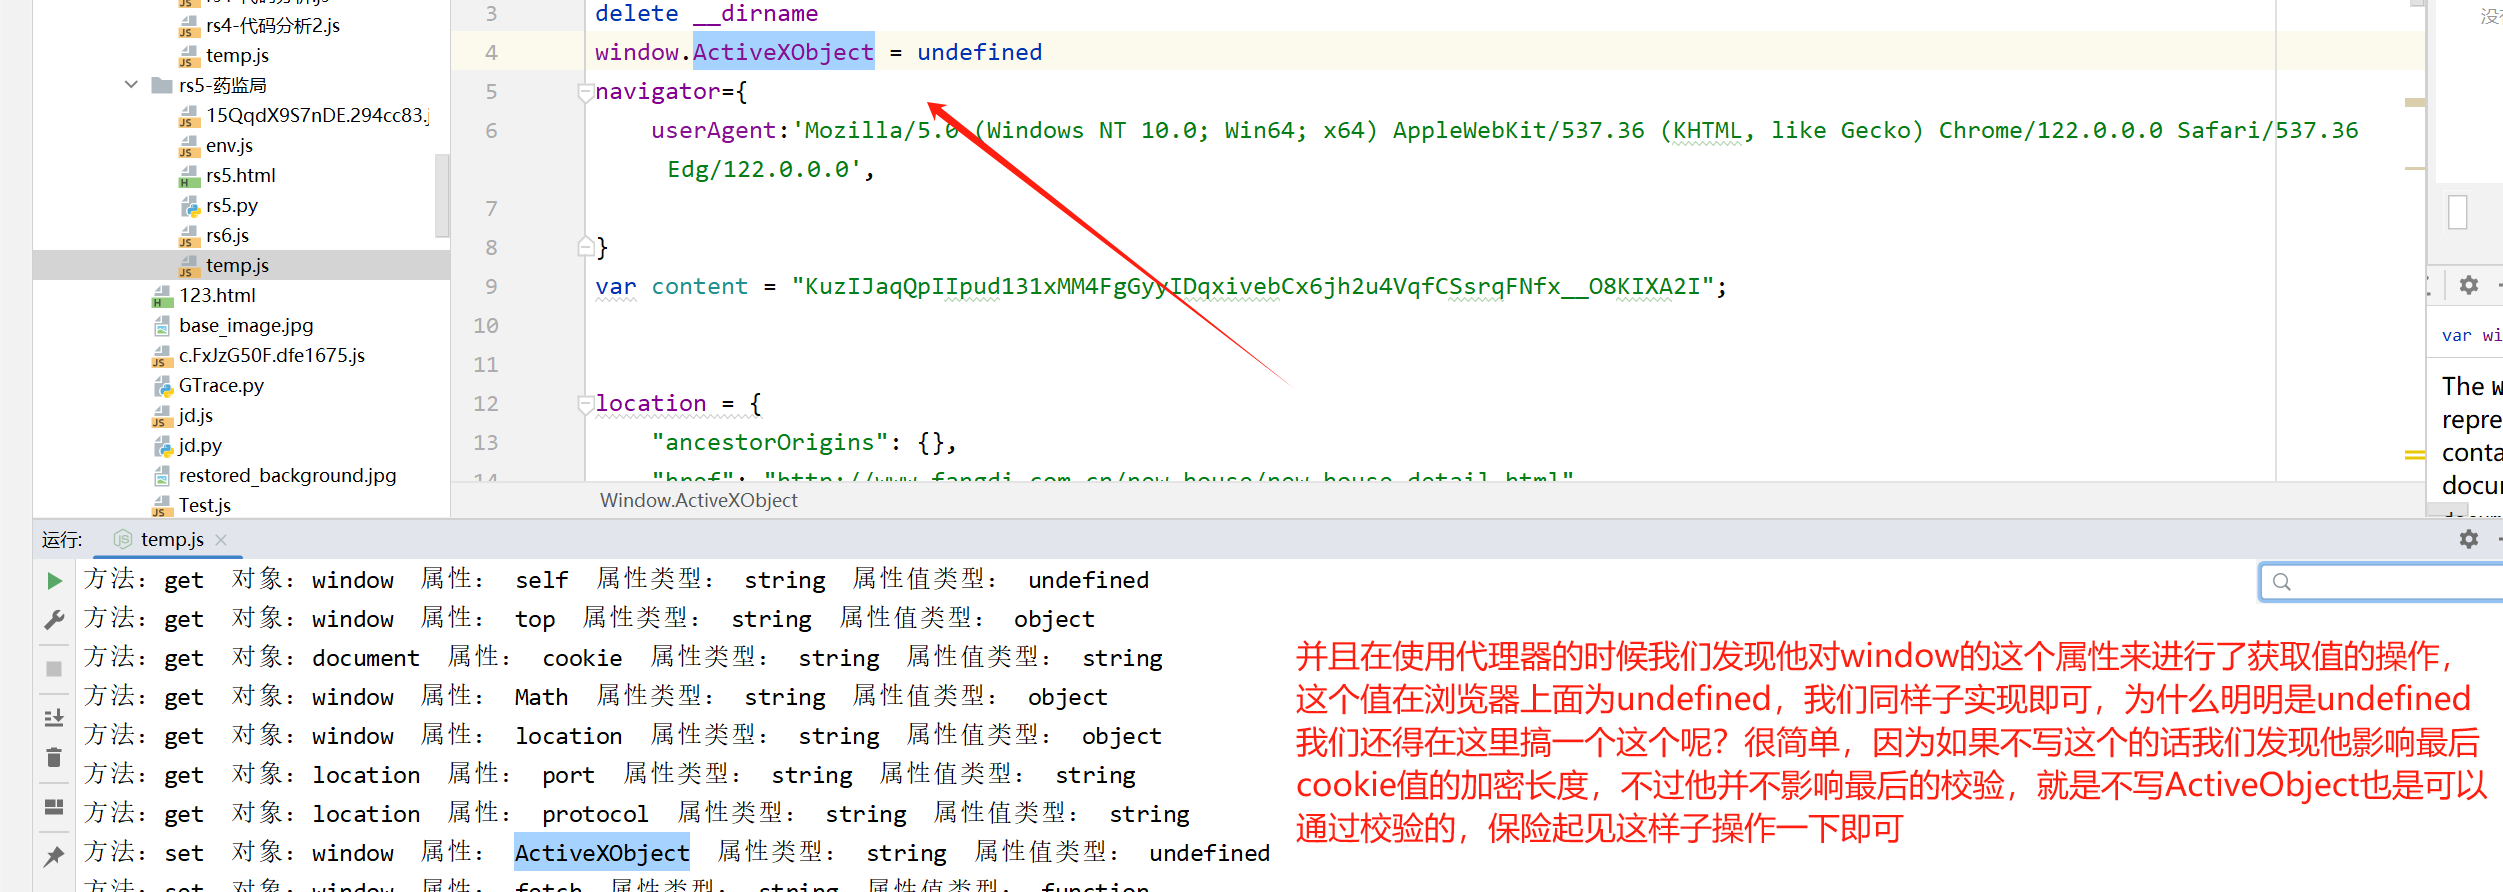 rs4-代码分析2.js
temp.js
rs5-药监局
15QqdX9S7nDE.294cc83.j
env.js
rs5.html
rs5.py
rs6.js
temp.js
123.html
base_image.jpg
c.FxJzG50F.dfe1675.js
GTrace.py
jd.js
jd.py
restored_background.jpg
Test.js
3 delete __dirname
4 window.ActiveXObject = undefined
5 navigator={
6 userAgent:'Mozilla/5.0 (Windows NT 10.0; Win64; x64) AppleWebKit/537.36 (KHTML, like Gecko) Chrome/122.0.0.0 Safari/537.36
Edg/122.0.0.0',
7
8 }
9 var content = "KuzIJaqQpIIpud131xMM4FgGyyIDqxivebCx6jh2u4VqfCSsrqFNfx__O8KIXA2I";
10
11
12 location = {
13 "ancestorOrigins": {},
14 "href": "http://www.fangdi.com.cn/new_house/new_house_detail.html"
Window.ActiveXObject
var wi
The w
repre
conta
docur
运行: temp.js
方法: get 对象: window 属性: self 属性类型: string 属性值类型: undefined
方法: get 对象: window 属性: top 属性类型: string 属性值类型: object
方法: get 对象: document 属性: cookie 属性类型: string 属性值类型: string
方法: get 对象: window 属性: Math 属性类型: string 属性值类型: object
方法: get 对象: window 属性: location 属性类型: string 属性值类型: object
方法: get 对象: location 属性: port 属性类型: string 属性值类型: string
方法: get 对象: location 属性: protocol 属性类型: string 属性值类型: string
方法: set 对象: window 属性: ActiveXObject 属性类型: string 属性值类型: undefined
方法: set 对象: window 属性: fetch 属性类型: string 属性值类型: function
并且在使用代理器的时候我们发现他对window的这个属性来进行了获取值的操作，
这个值在浏览器上面为undefined，我们同样子实现即可，为什么明明是undefined
我们还得在这里搞一个这个呢？很简单，因为如果不写这个的话我们发现他影响最后
cookie值的加密长度，不过他并不影响最后的校验，就是不写ActiveObject也是可以
通过校验的，保险起见这样子操作一下即可